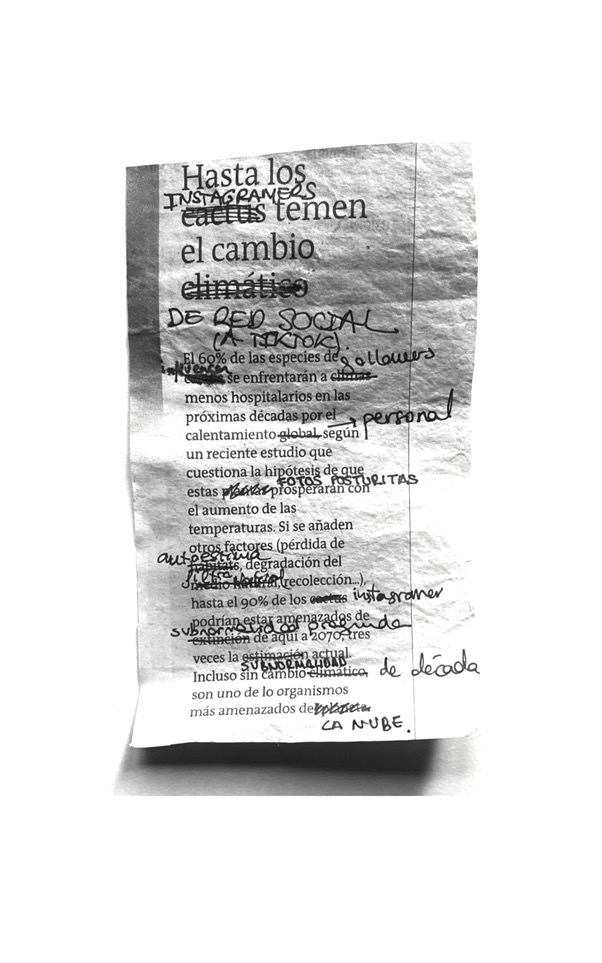 Hasta los
INSTAGRAMERS
cactus temen
el cambio
climático
DE RED SOCIAL
(A TIKTOK).
El 60% de las especies de followers
influencer
cactus se enfrentarán a climas
menos hospitalarios en las
próximas décadas por el → personal
calentamiento global, según
un reciente estudio que
cuestiona la hipótesis de que
FOTOS POSTURITAS
estas plantas prosperarán con
el aumento de las
temperaturas. Si se añaden
otros factores (pérdida de
autoestima
hábitats, degradación del
filtro natural
medio natural, recolección...),
hasta el 90% de los cactus instagramer
podrían estar amenazados de
subnormalidad profunda
extinción de aquí a 2070, tres
veces la estimación actual.
SUBNORMALIDAD
Incluso sin cambio climático, de década
son uno de lo organismos
más amenazados del planeta.
LA NUBE.